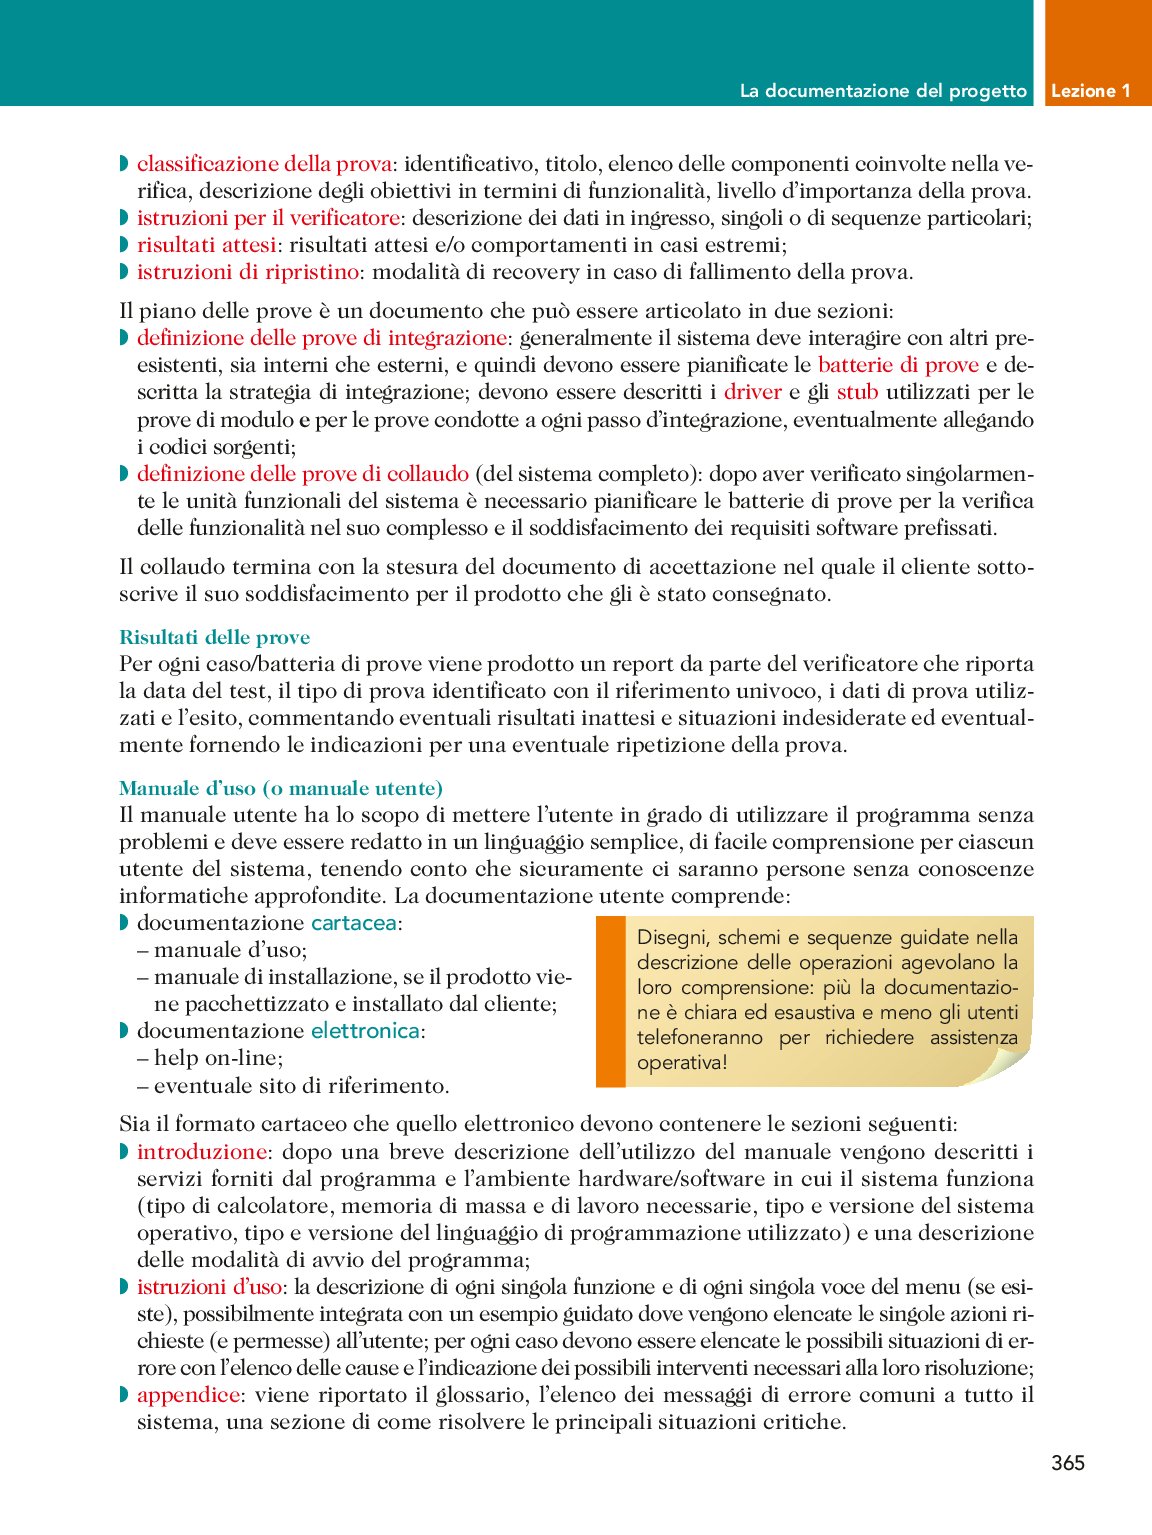 La documentazione del progetto Lezione 1
◗ classificazione della prova: identificativo, titolo, elenco delle componenti coinvolte nella ve-
rifica, descrizione degli obiettivi in termini di funzionalità, livello d'importanza della prova.
◗ istruzioni per il verificatore: descrizione dei dati in ingresso, singoli o di sequenze particolari;
◗ risultati attesi: risultati attesi e/o comportamenti in casi estremi;
◗ istruzioni di ripristino: modalità di recovery in caso di fallimento della prova.
Il piano delle prove è un documento che può essere articolato in due sezioni:
◗ definizione delle prove di integrazione: generalmente il sistema deve interagire con altri pre-
esistenti, sia interni che esterni, e quindi devono essere pianificate le batterie di prove e de-
scritta la strategia di integrazione; devono essere descritti i driver e gli stub utilizzati per le
prove di modulo e per le prove condotte a ogni passo d'integrazione, eventualmente allegando
i codici sorgenti;
◗ definizione delle prove di collaudo (del sistema completo): dopo aver verificato singolarmen-
te le unità funzionali del sistema è necessario pianificare le batterie di prove per la verifica
delle funzionalità nel suo complesso e il soddisfacimento dei requisiti software prefissati.
Il collaudo termina con la stesura del documento di accettazione nel quale il cliente sotto-
scrive il suo soddisfacimento per il prodotto che gli è stato consegnato.
Risultati delle prove
Per ogni caso/batteria di prove viene prodotto un report da parte del verificatore che riporta
la data del test, il tipo di prova identificato con il riferimento univoco, i dati di prova utiliz-
zati e l'esito, commentando eventuali risultati inattesi e situazioni indesiderate ed eventual-
mente fornendo le indicazioni per una eventuale ripetizione della prova.
Manuale d'uso (o manuale utente)
Il manuale utente ha lo scopo di mettere l'utente in grado di utilizzare il programma senza
problemi e deve essere redatto in un linguaggio semplice, di facile comprensione per ciascun
utente del sistema, tenendo conto che sicuramente ci saranno persone senza conoscenze
informatiche approfondite. La documentazione utente comprende:
◗ documentazione cartacea:
– manuale d'uso;
– manuale di installazione, se il prodotto vie-
ne pacchettizzato e installato dal cliente;
◗ documentazione elettronica:
– help on-line;
– eventuale sito di riferimento.
Disegni, schemi e sequenze guidate nella
descrizione delle operazioni agevolano la
loro comprensione: più la documentazio-
ne è chiara ed esaustiva e meno gli utenti
telefoneranno per richiedere assistenza
operativa!
Sia il formato cartaceo che quello elettronico devono contenere le sezioni seguenti:
◗ introduzione: dopo una breve descrizione dell'utilizzo del manuale vengono descritti i
servizi forniti dal programma e l'ambiente hardware/software in cui il sistema funziona
(tipo di calcolatore, memoria di massa e di lavoro necessarie, tipo e versione del sistema
operativo, tipo e versione del linguaggio di programmazione utilizzato) e una descrizione
delle modalità di avvio del programma;
◗ istruzioni d'uso: la descrizione di ogni singola funzione e di ogni singola voce del menu (se esi-
ste), possibilmente integrata con un esempio guidato dove vengono elencate le singole azioni ri-
chieste (e permesse) all'utente; per ogni caso devono essere elencate le possibili situazioni di er-
rore con l'elenco delle cause e l'indicazione dei possibili interventi necessari alla loro risoluzione;
◗ appendice: viene riportato il glossario, l'elenco dei messaggi di errore comuni a tutto il
sistema, una sezione di come risolvere le principali situazioni critiche.
365